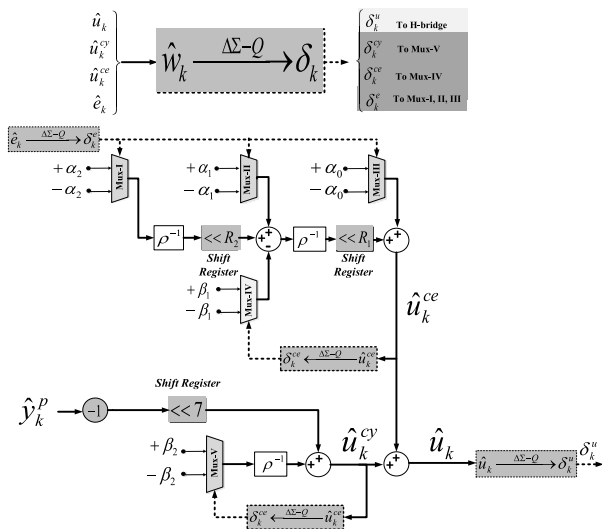 û_k
û_k^{cy}
û_k^{ce}
ê_k
ŵ_k ΔΣ−Q → δ_k
δ_k^u To H-bridge
δ_k^{cy} To Mux-V
δ_k^{ce} To Mux-IV
δ_k^e To Mux-I, II, III
ê_k ΔΣ−Q → δ_k^e
+α_2
−α_2
Mux-I
+α_1
−α_1
Mux-II
+α_0
−α_0
Mux-III
ρ^{−1}
<< R_2
Shift
Register
+
+
-
ρ^{−1}
<< R_1
Shift
Register
+
+
+β_1
−β_1
Mux-IV
û_k^{ce}
δ_k^{ce} ← ΔΣ−Q û_k^{ce}
Shift Register
ŷ_k^p
-1
<< 7
+β_2
−β_2
Mux-V
ρ^{−1}
+
+
û_k^{cy}
+
+
û_k
û_k ΔΣ−Q → δ_k^u
δ_k^u
δ_k^{ce} ← ΔΣ−Q û_k^{ce}